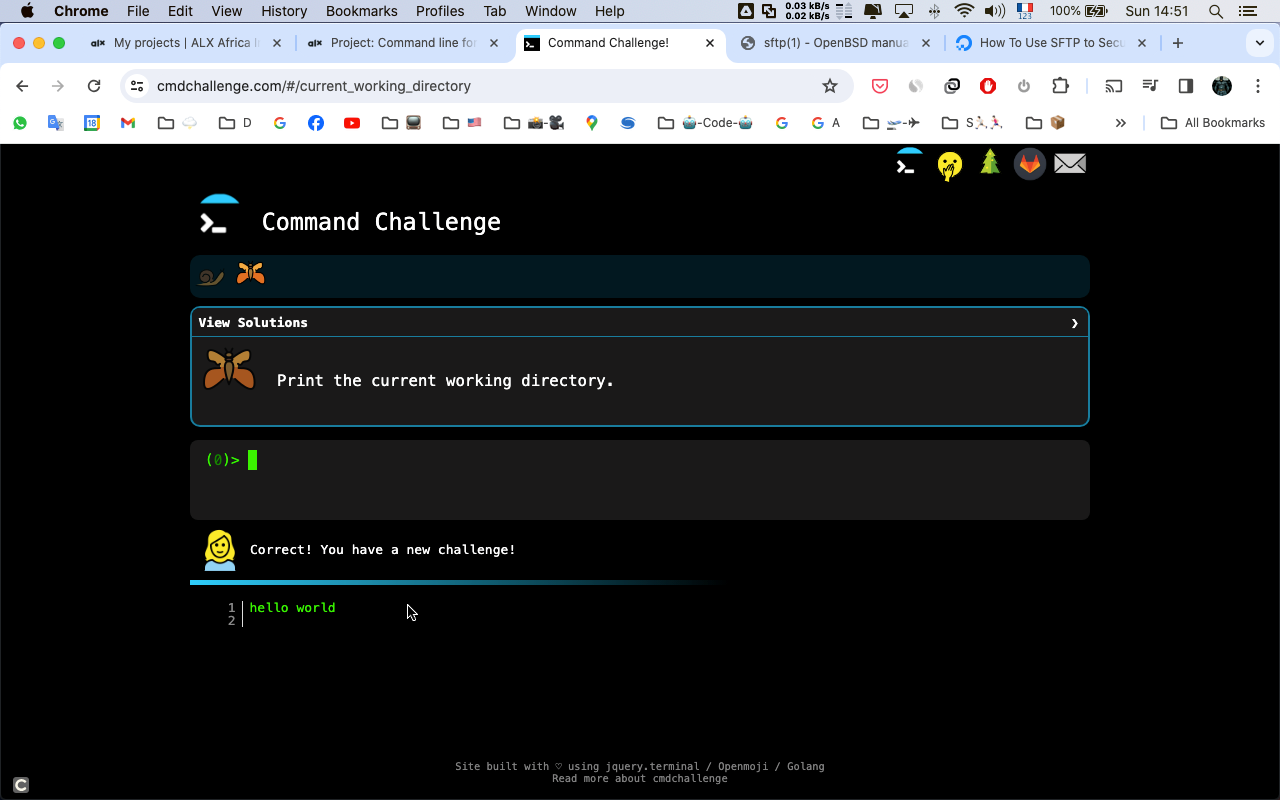 Chrome File Edit View History Bookmarks Profiles Tab Window Help 0.03 kB/s 0.02 kB/s 123 100% Sun 14:51
alx My projects | ALX Africa alx Project: Command line for Command Challenge! sftp(1) - OpenBSD manua How To Use SFTP to Secu
cmdchallenge.com/#/current_working_directory
18 D G A -Code- S All Bookmarks
Command Challenge
View Solutions
Print the current working directory.
(0)>
Correct! You have a new challenge!
1 hello world
2
Site built with ♡ using jquery.terminal / Openmoji / Golang
Read more about cmdchallenge
C